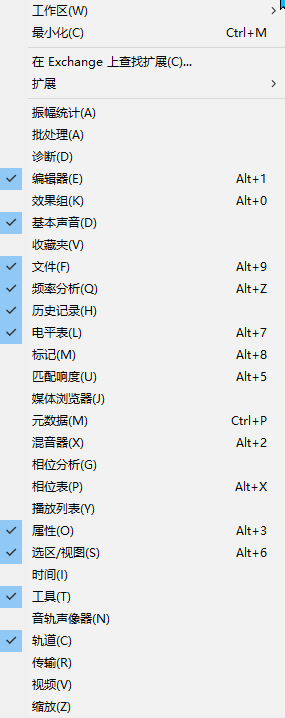 工作区(W)
最小化(C) Ctrl+M
在 Exchange 上查找扩展(C)...
扩展
振幅统计(A)
批处理(A)
诊断(D)
编辑器(E) Alt+1
效果组(K) Alt+0
基本声音(D)
收藏夹(V)
文件(F) Alt+9
频率分析(Q) Alt+Z
历史记录(H)
电平表(L) Alt+7
标记(M) Alt+8
匹配响度(U) Alt+5
媒体浏览器(J)
元数据(M) Ctrl+P
混音器(X) Alt+2
相位分析(G)
相位表(P) Alt+X
播放列表(Y)
属性(O) Alt+3
选区/视图(S) Alt+6
时间(I)
工具(T)
音轨声像器(N)
轨道(C)
传输(R)
视频(V)
缩放(Z)